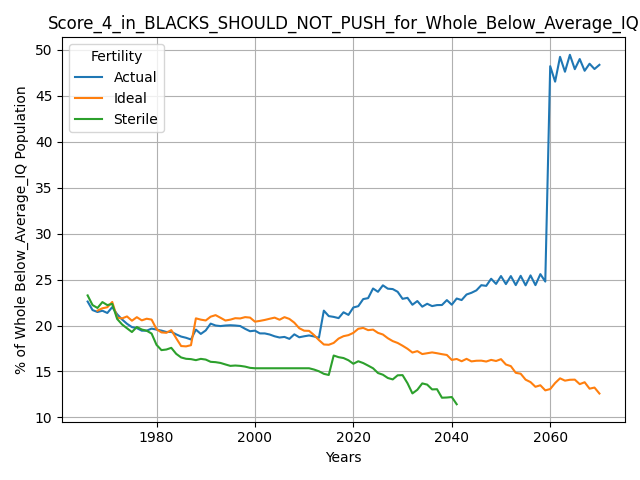 Score_4_in_BLACKS_SHOULD_NOT_PUSH_for_Whole_Below_Average_IQ
Fertility
Actual
Ideal
Sterile
% of Whole Below_Average_IQ Population
50
45
40
35
30
25
20
15
10
1980
2000
2020
2040
2060
Years